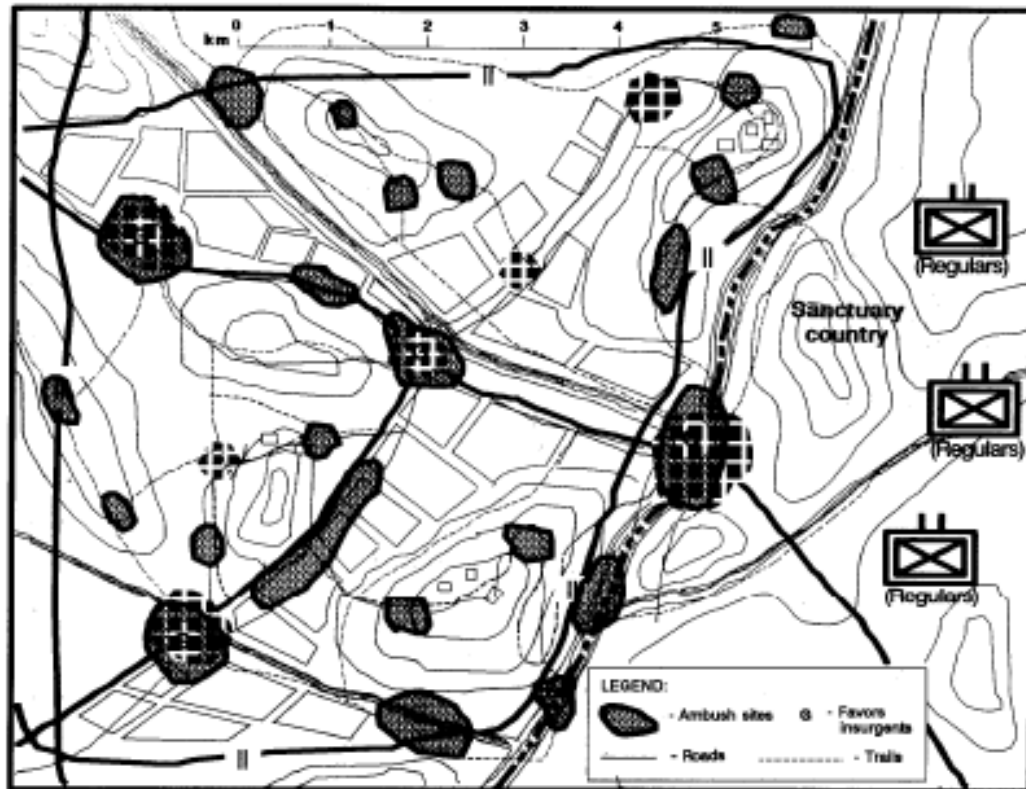 0 1 2 3 4 5
km
(Regulars)
Sanctuary
country
(Regulars)
(Regulars)
LEGEND:
- Ambush sites G - Favors
insurgents
- Roads - Trails